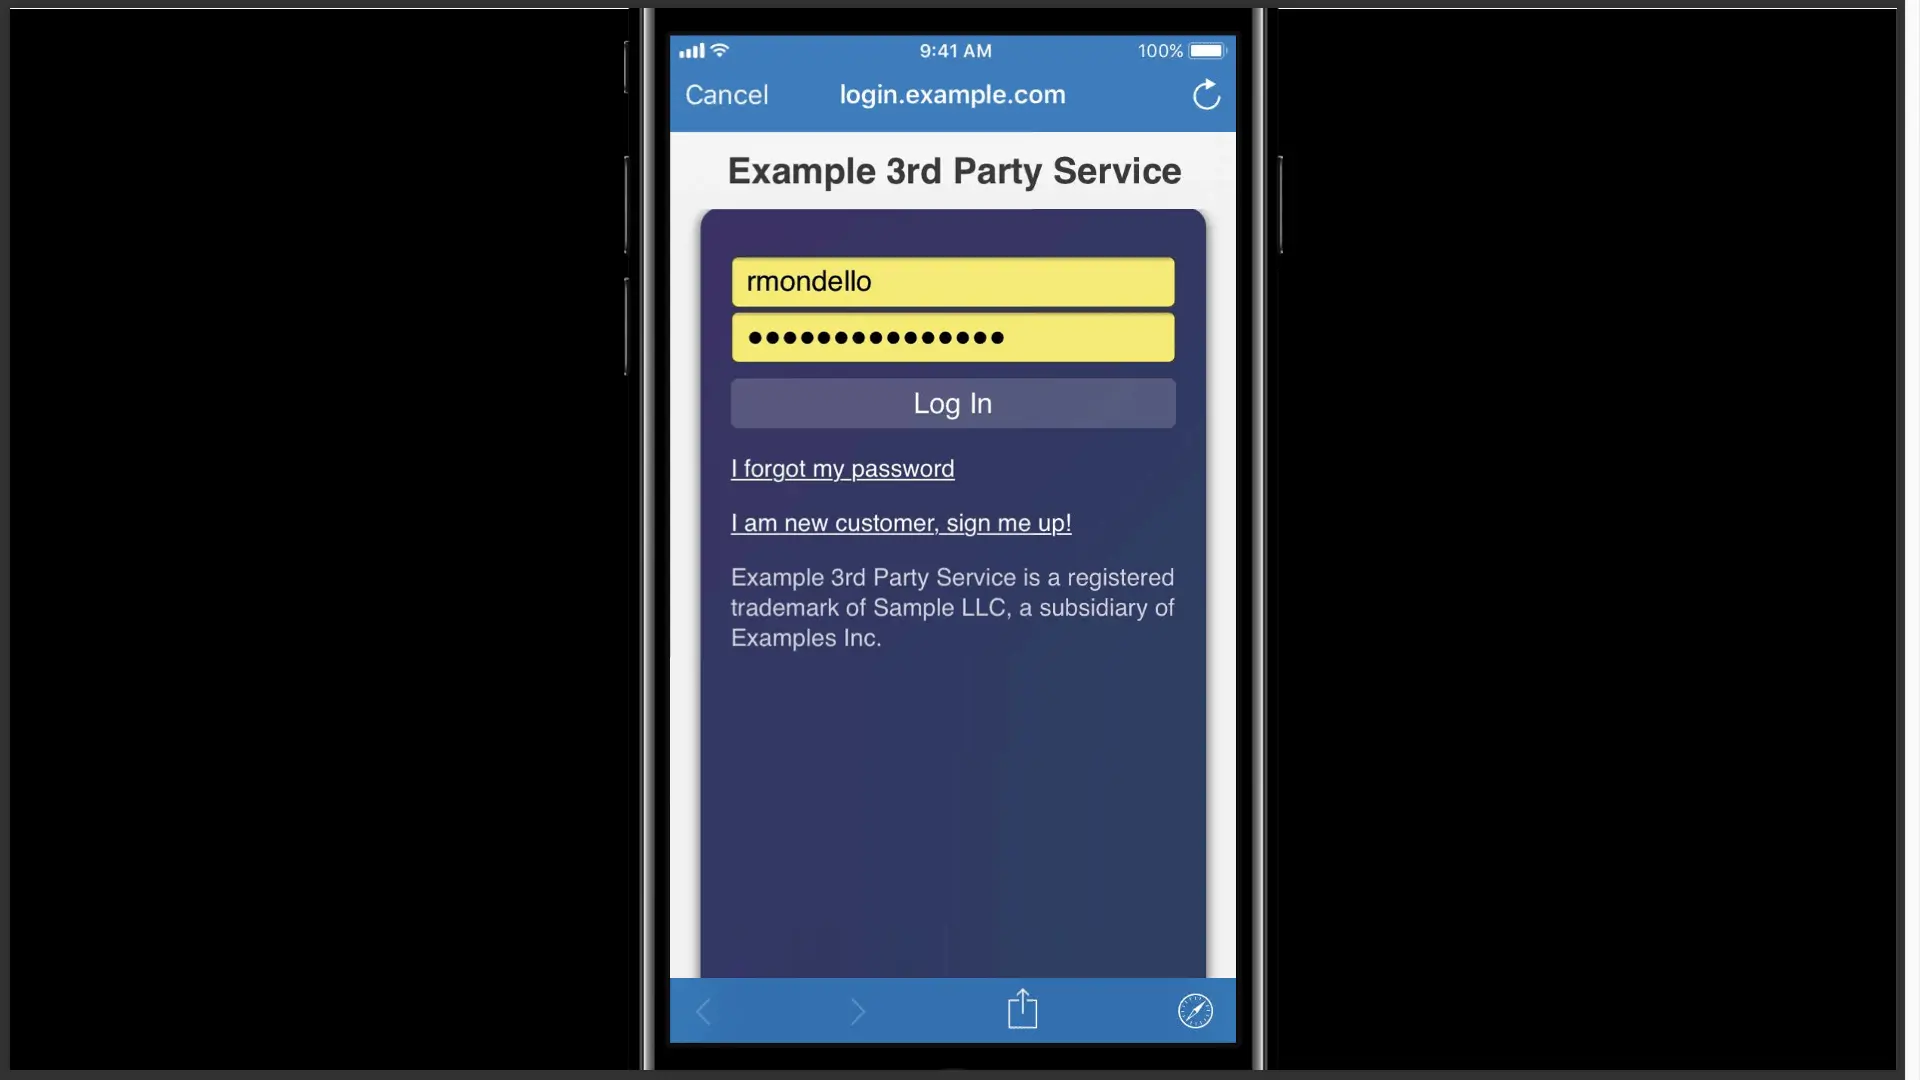 9:41 AM
100%
Cancel
login.example.com
Example 3rd Party Service
rmondello
●●●●●●●●●●●●●●●
Log In
I forgot my password
I am new customer, sign me up!
Example 3rd Party Service is a registered
trademark of Sample LLC, a subsidiary of
Examples Inc.